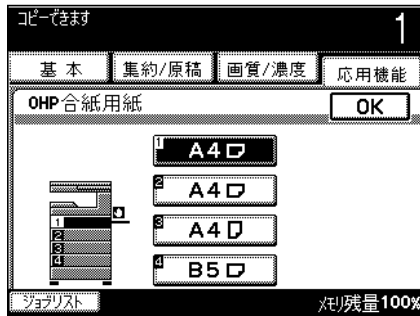 コピーできます
1
基本 集約/原稿 画質/濃度 応用機能
OHP合紙用紙 OK
1 A4
2 A4
3 A4
4 B5
1
2
3
4
ジョブリスト ﾒﾓﾘ残量100%